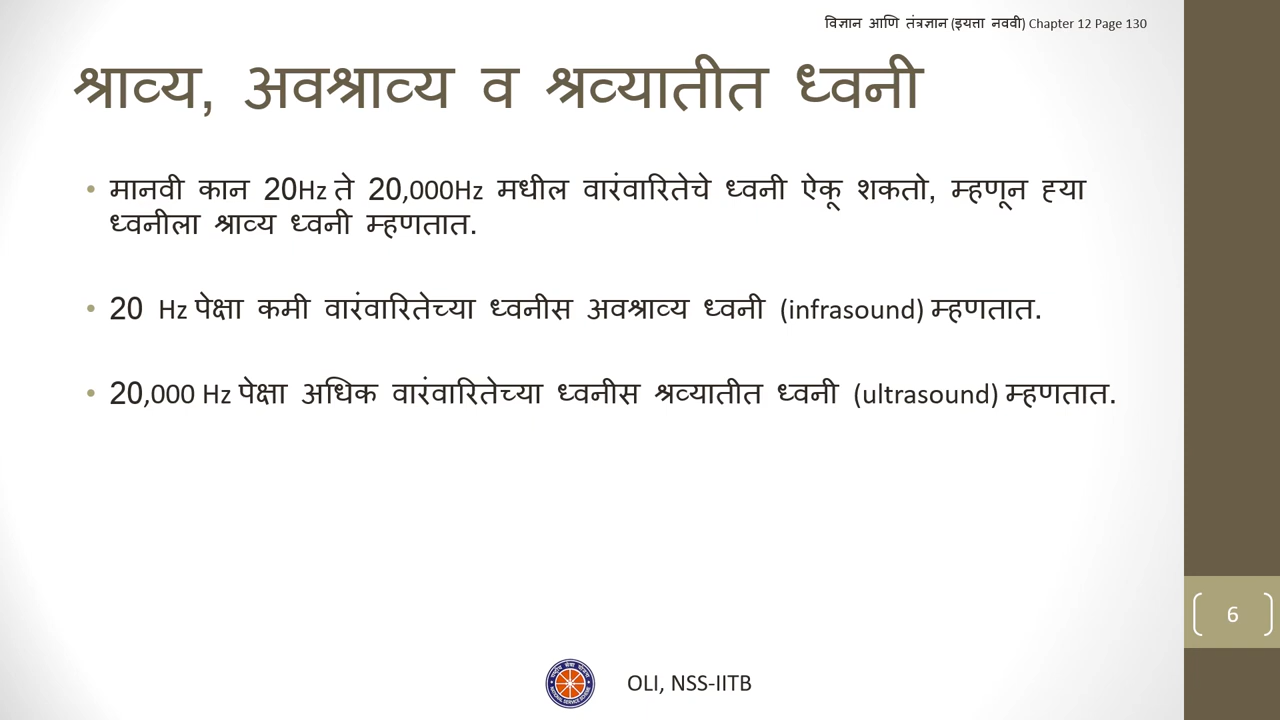 विज्ञान आणि तंत्रज्ञान (इयत्ता नववी) Chapter 12 Page 130
श्राव्य, अवश्राव्य व श्रव्यातीत ध्वनी
• मानवी कान 20Hz ते 20,000Hz मधील वारंवारितेचे ध्वनी ऐकू शकतो, म्हणून ह्या
ध्वनीला श्राव्य ध्वनी म्हणतात.
• 20 Hz पेक्षा कमी वारंवारितेच्या ध्वनीस अवश्राव्य ध्वनी (infrasound) म्हणतात.
• 20,000 Hz पेक्षा अधिक वारंवारितेच्या ध्वनीस श्रव्यातीत ध्वनी (ultrasound) म्हणतात.
6
OLI, NSS-IITB